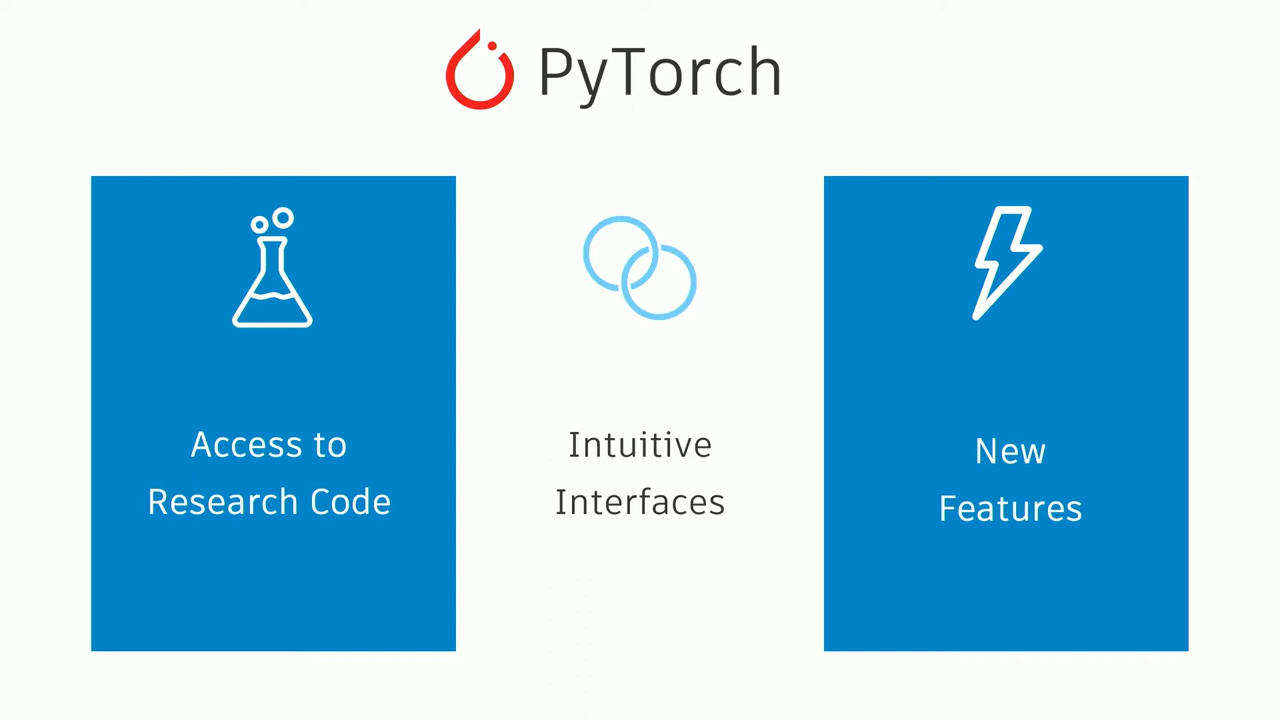 PyTorch
Access to
Research Code
Intuitive
Interfaces
New
Features